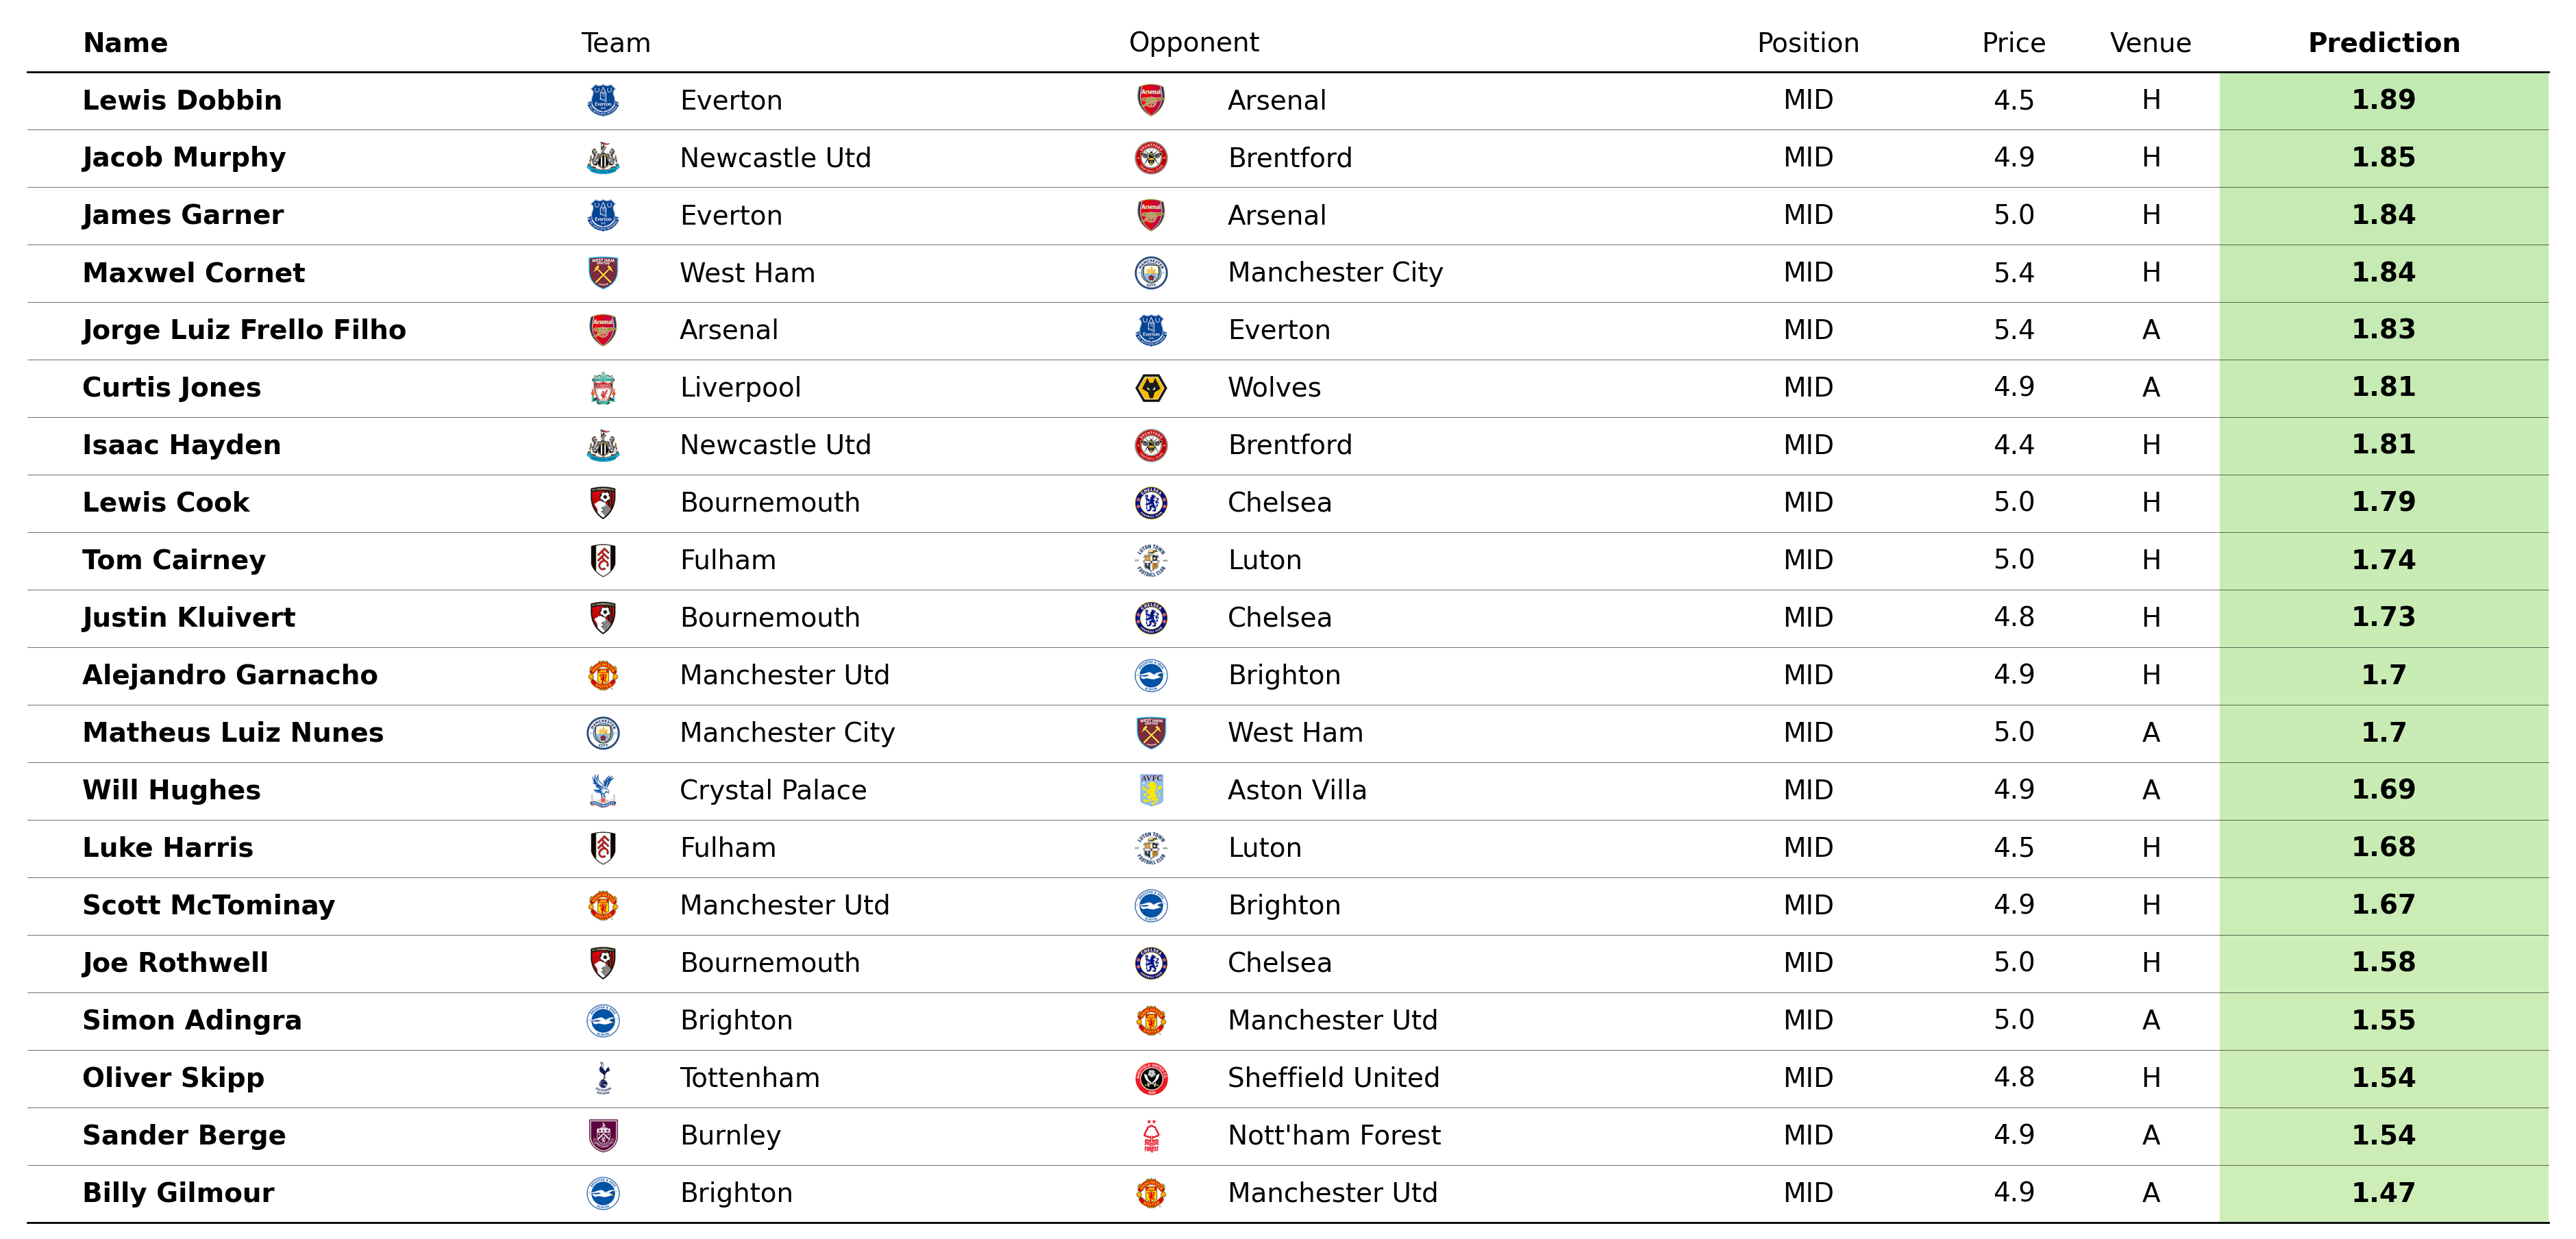 Name Team Opponent Position Price Venue Prediction
Lewis Dobbin Everton Arsenal MID 4.5 H 1.89
Jacob Murphy Newcastle Utd Brentford MID 4.9 H 1.85
James Garner Everton Arsenal MID 5.0 H 1.84
Maxwel Cornet West Ham Manchester City MID 5.4 H 1.84
Jorge Luiz Frello Filho Arsenal Everton MID 5.4 A 1.83
Curtis Jones Liverpool Wolves MID 4.9 A 1.81
Isaac Hayden Newcastle Utd Brentford MID 4.4 H 1.81
Lewis Cook Bournemouth Chelsea MID 5.0 H 1.79
Tom Cairney Fulham Luton MID 5.0 H 1.74
Justin Kluivert Bournemouth Chelsea MID 4.8 H 1.73
Alejandro Garnacho Manchester Utd Brighton MID 4.9 H 1.7
Matheus Luiz Nunes Manchester City West Ham MID 5.0 A 1.7
Will Hughes Crystal Palace Aston Villa MID 4.9 A 1.69
Luke Harris Fulham Luton MID 4.5 H 1.68
Scott McTominay Manchester Utd Brighton MID 4.9 H 1.67
Joe Rothwell Bournemouth Chelsea MID 5.0 H 1.58
Simon Adingra Brighton Manchester Utd MID 5.0 A 1.55
Oliver Skipp Tottenham Sheffield United MID 4.8 H 1.54
Sander Berge Burnley Nott'ham Forest MID 4.9 A 1.54
Billy Gilmour Brighton Manchester Utd MID 4.9 A 1.47